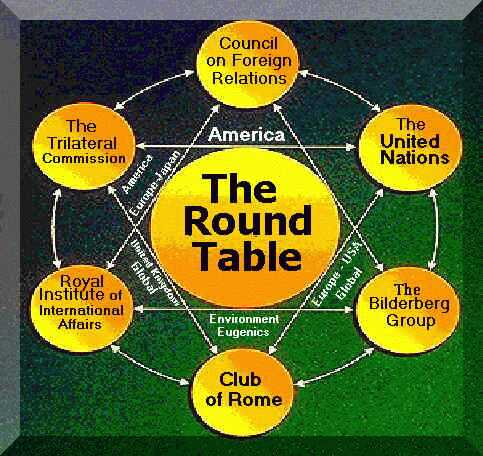 Council
on Foreign
Relations
The
Trilateral
Commission
America
The
United
Nations
America
Europe-Japan
The
Round
Table
United Kingdom
Global
Europe USA
Global
Royal
Institute of
International
Affairs
Environment
Eugenics
The
Bilderberg
Group
Club
of Rome